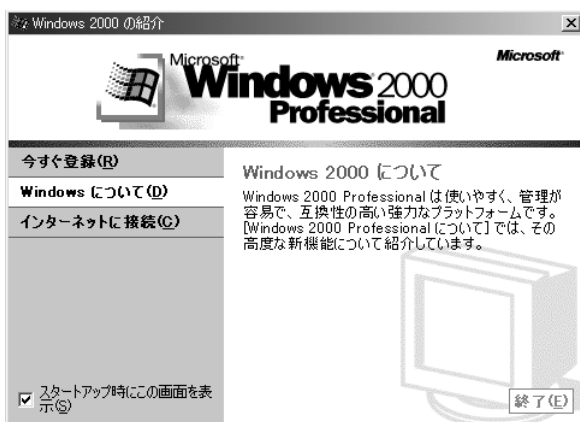 Windows 2000 の紹介
Microsoft
Windows 2000
Professional
Microsoft
今すぐ登録(R)
Windows について(D)
インターネットに接続(C)
Windows 2000 について
Windows 2000 Professional は使いやすく、管理が
容易で、互換性の高い強力なプラットフォームです。
[Windows 2000 Professional について] では、その
高度な新機能について紹介しています。
スタートアップ時にこの画面を表
示(S)
終了(E)